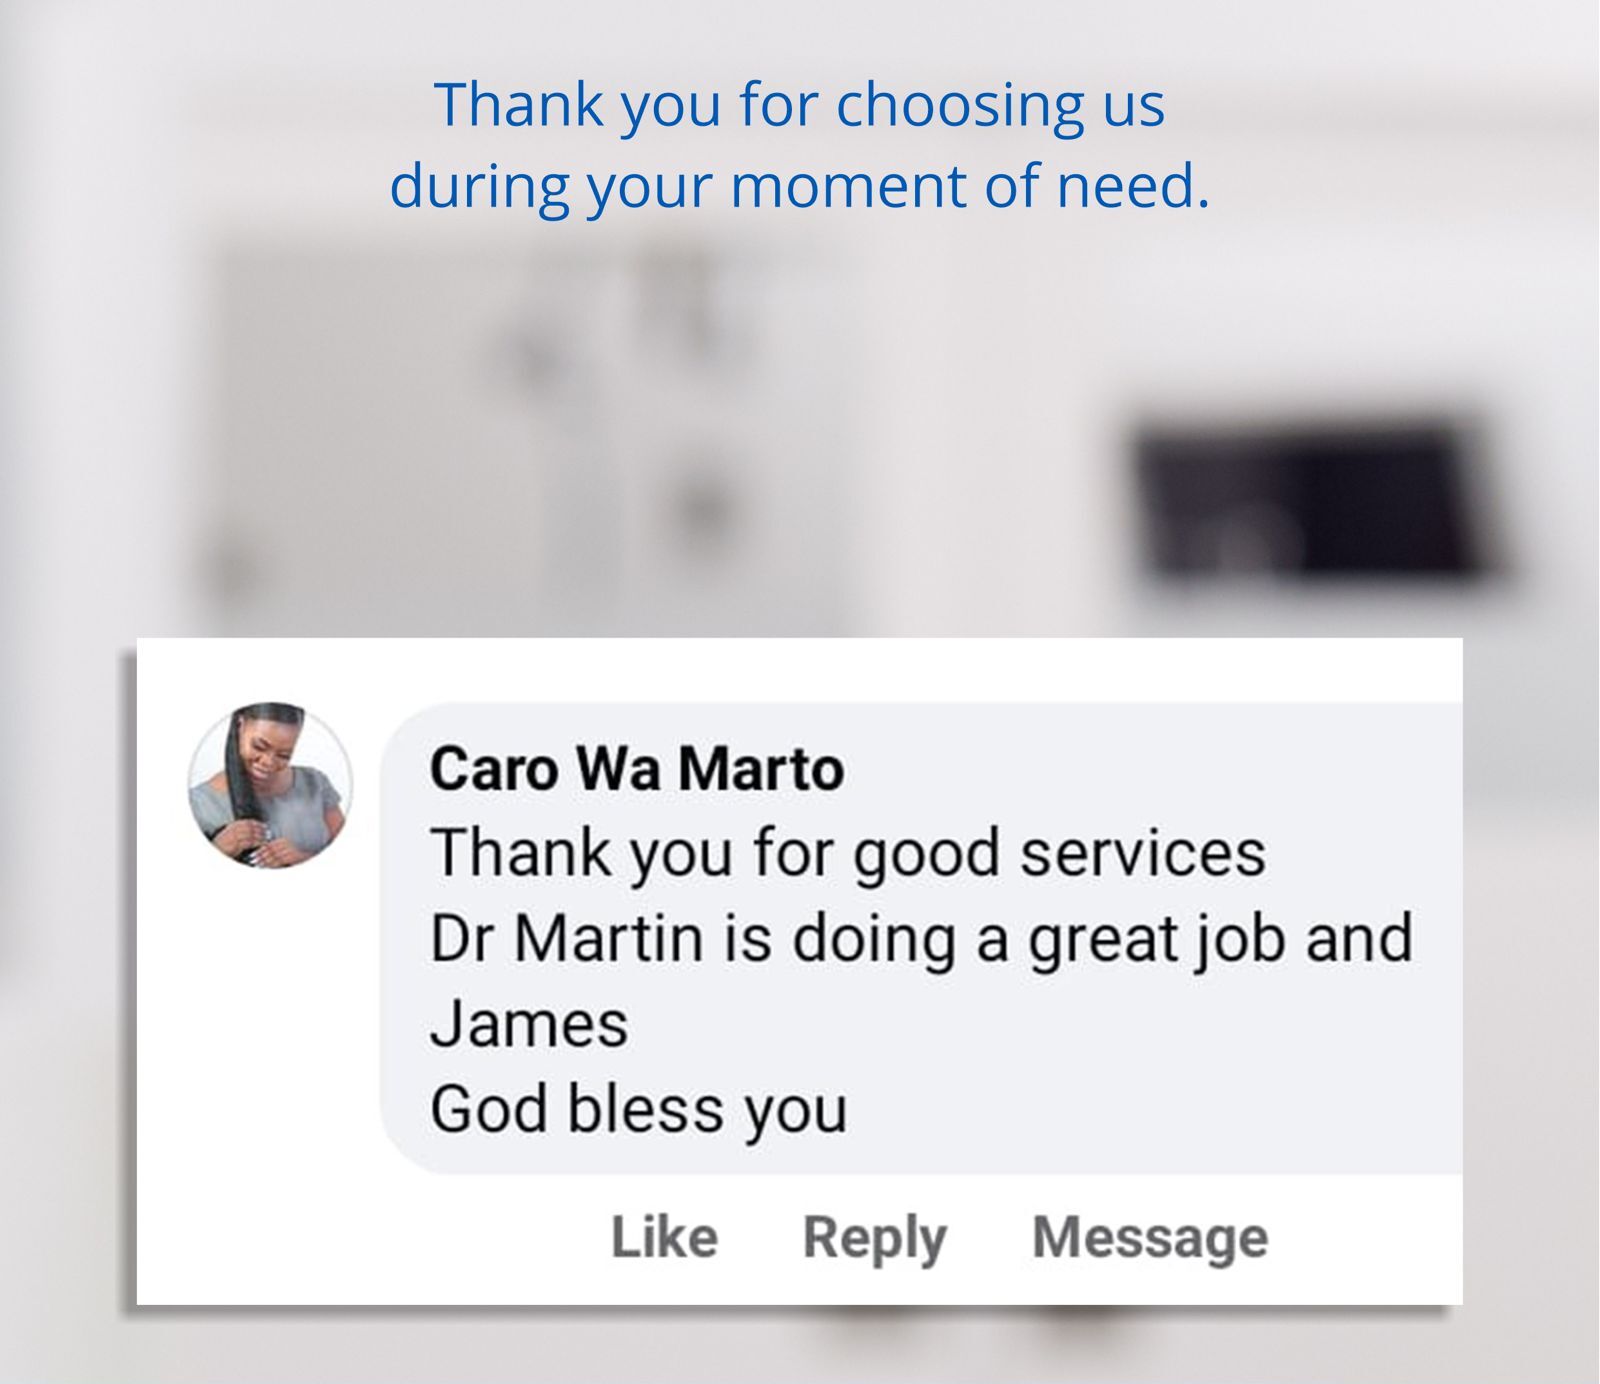 Thank you for choosing us
during your moment of need.
Caro Wa Marto
Thank you for good services
Dr Martin is doing a great job and
James
God bless you
Like Reply Message